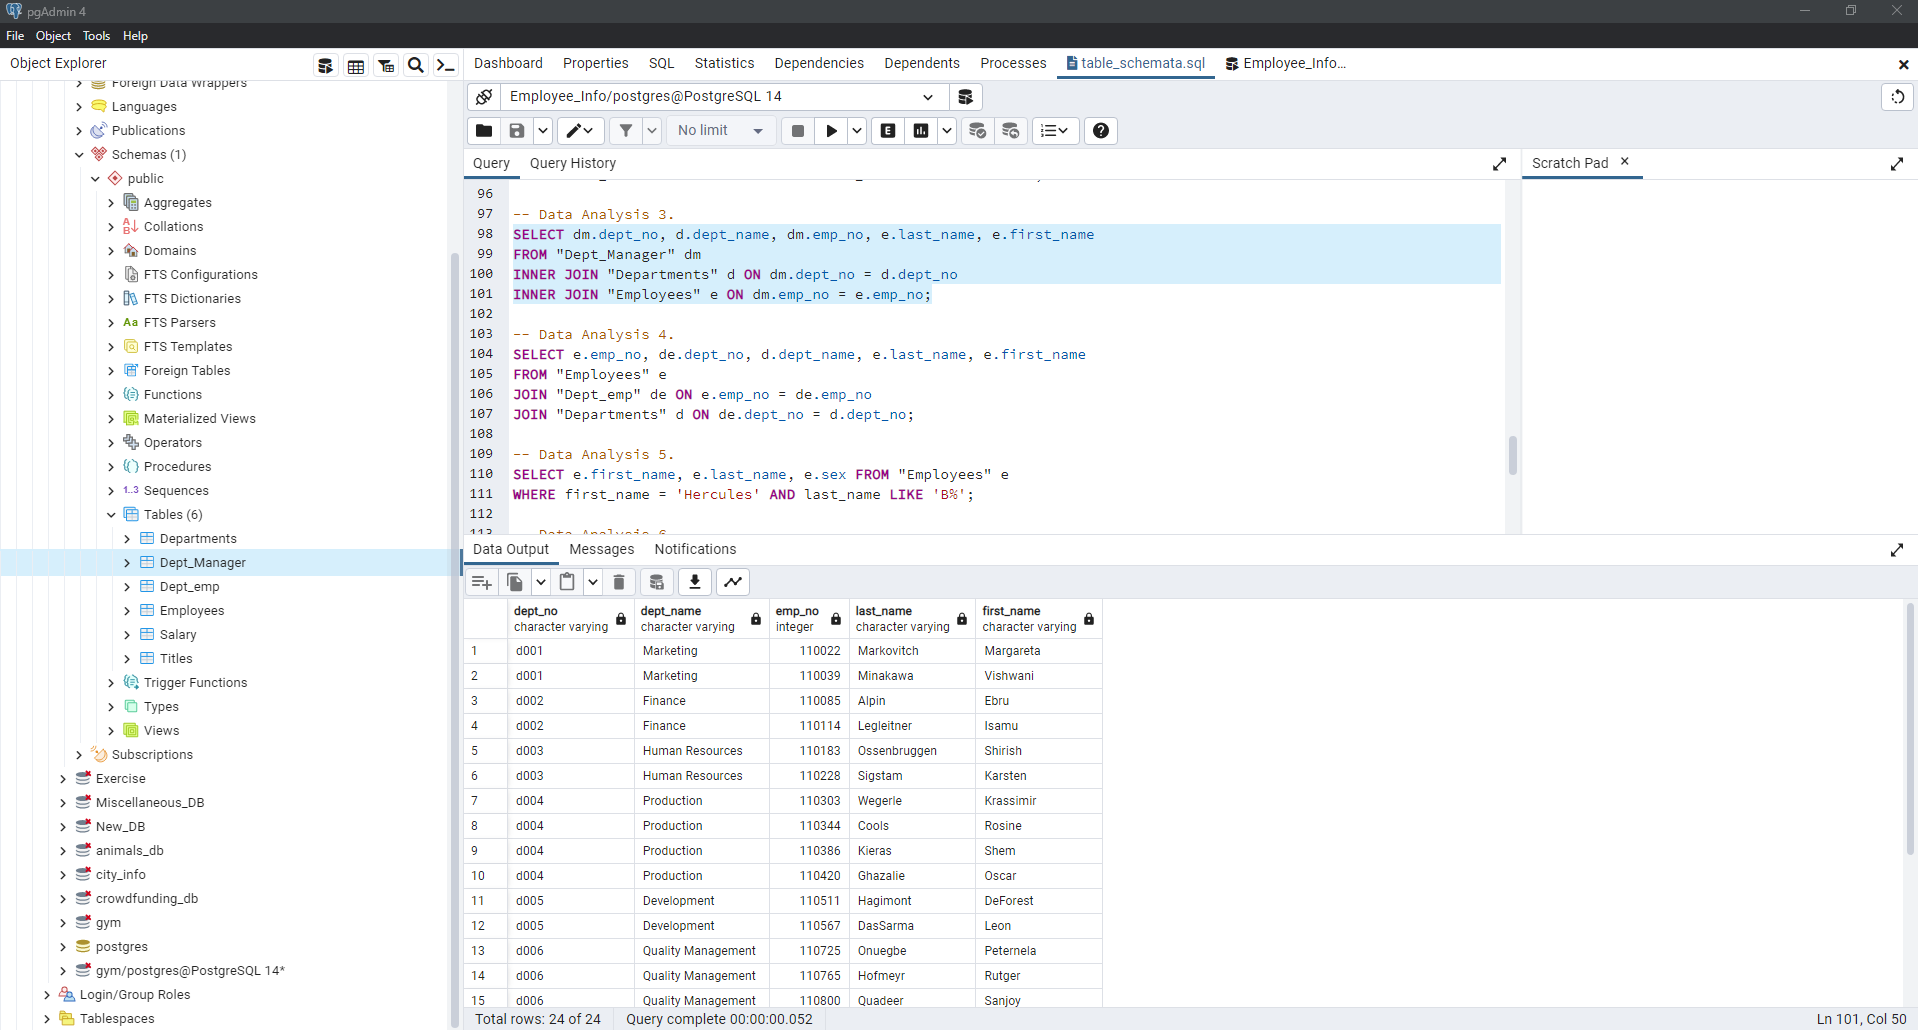 pgAdmin 4
File Object Tools Help
Object Explorer
Foreign Data Wrappers
Languages
Publications
Schemas (1)
public
Aggregates
Collations
Domains
FTS Configurations
FTS Dictionaries
Aa FTS Parsers
FTS Templates
Foreign Tables
Functions
Materialized Views
Operators
Procedures
1..3 Sequences
Tables (6)
Departments
Dept_Manager
Dept_emp
Employees
Salary
Titles
Trigger Functions
Types
Views
Subscriptions
Exercise
Miscellaneous_DB
New_DB
animals_db
city_info
crowdfunding_db
gym
postgres
gym/postgres@PostgreSQL 14*
Login/Group Roles
Tablespaces
Dashboard Properties SQL Statistics Dependencies Dependents Processes table_schemata.sql Employee_Info...
Employee_Info/postgres@PostgreSQL 14
No limit E
Query Query History
Scratch Pad
96
97 -- Data Analysis 3.
98 SELECT dm.dept_no, d.dept_name, dm.emp_no, e.last_name, e.first_name
99 FROM "Dept_Manager" dm
100 INNER JOIN "Departments" d ON dm.dept_no = d.dept_no
101 INNER JOIN "Employees" e ON dm.emp_no = e.emp_no;
102
103 -- Data Analysis 4.
104 SELECT e.emp_no, de.dept_no, d.dept_name, e.last_name, e.first_name
105 FROM "Employees" e
106 JOIN "Dept_emp" de ON e.emp_no = de.emp_no
107 JOIN "Departments" d ON de.dept_no = d.dept_no;
108
109 -- Data Analysis 5.
110 SELECT e.first_name, e.last_name, e.sex FROM "Employees" e
111 WHERE first_name = 'Hercules' AND last_name LIKE 'B%';
112
113 -- Data Analysis 6.
Data Output Messages Notifications
dept_no dept_name emp_no last_name first_name
character varying character varying integer character varying character varying
1 d001 Marketing 110022 Markovitch Margareta
2 d001 Marketing 110039 Minakawa Vishwani
3 d002 Finance 110085 Alpin Ebru
4 d002 Finance 110114 Legleitner Isamu
5 d003 Human Resources 110183 Ossenbruggen Shirish
6 d003 Human Resources 110228 Sigstam Karsten
7 d004 Production 110303 Wegerle Krassimir
8 d004 Production 110344 Cools Rosine
9 d004 Production 110386 Kieras Shem
10 d004 Production 110420 Ghazalie Oscar
11 d005 Development 110511 Hagimont DeForest
12 d005 Development 110567 DasSarma Leon
13 d006 Quality Management 110725 Onuegbe Peternela
14 d006 Quality Management 110765 Hofmeyr Rutger
15 d006 Quality Management 110800 Quadeer Sanjoy
Total rows: 24 of 24 Query complete 00:00:00.052 Ln 101, Col 50